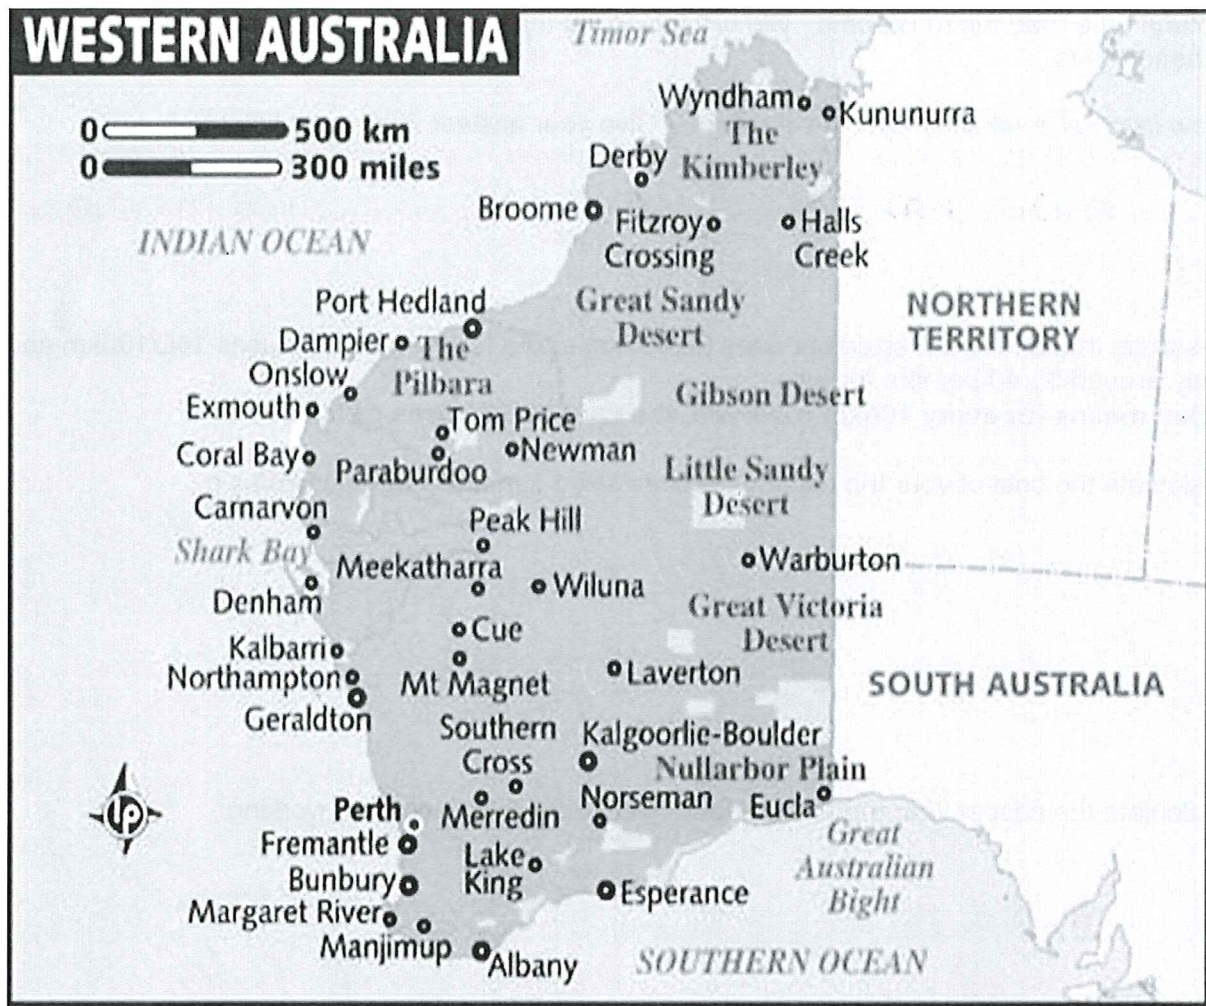 WESTERN AUSTRALIA
Timor Sea
Wyndham
Kununurra
0 500 km
0 300 miles
The
Kimberley
Derby
Broome
Fitzroy
Crossing
Halls
Creek
INDIAN OCEAN
Port Hedland
Great Sandy
Desert
NORTHERN
TERRITORY
Dampier
The
Pilbara
Onslow
Exmouth
Gibson Desert
Tom Price
Coral Bay
Paraburdoo
Newman
Little Sandy
Desert
Carnarvon
Peak Hill
Shark Bay
Meekatharra
Wiluna
Warburton
Denham
Great Victoria
Desert
Cue
Kalbarri
Northampton
Mt Magnet
Laverton
SOUTH AUSTRALIA
Geraldton
Southern
Cross
Kalgoorlie-Boulder
Nullarbor Plain
Perth
Merredin
Norseman
Eucla
LP
Fremantle
Lake
King
Great
Australian
Bight
Bunbury
Esperance
Margaret River
Manjimup
Albany
SOUTHERN OCEAN